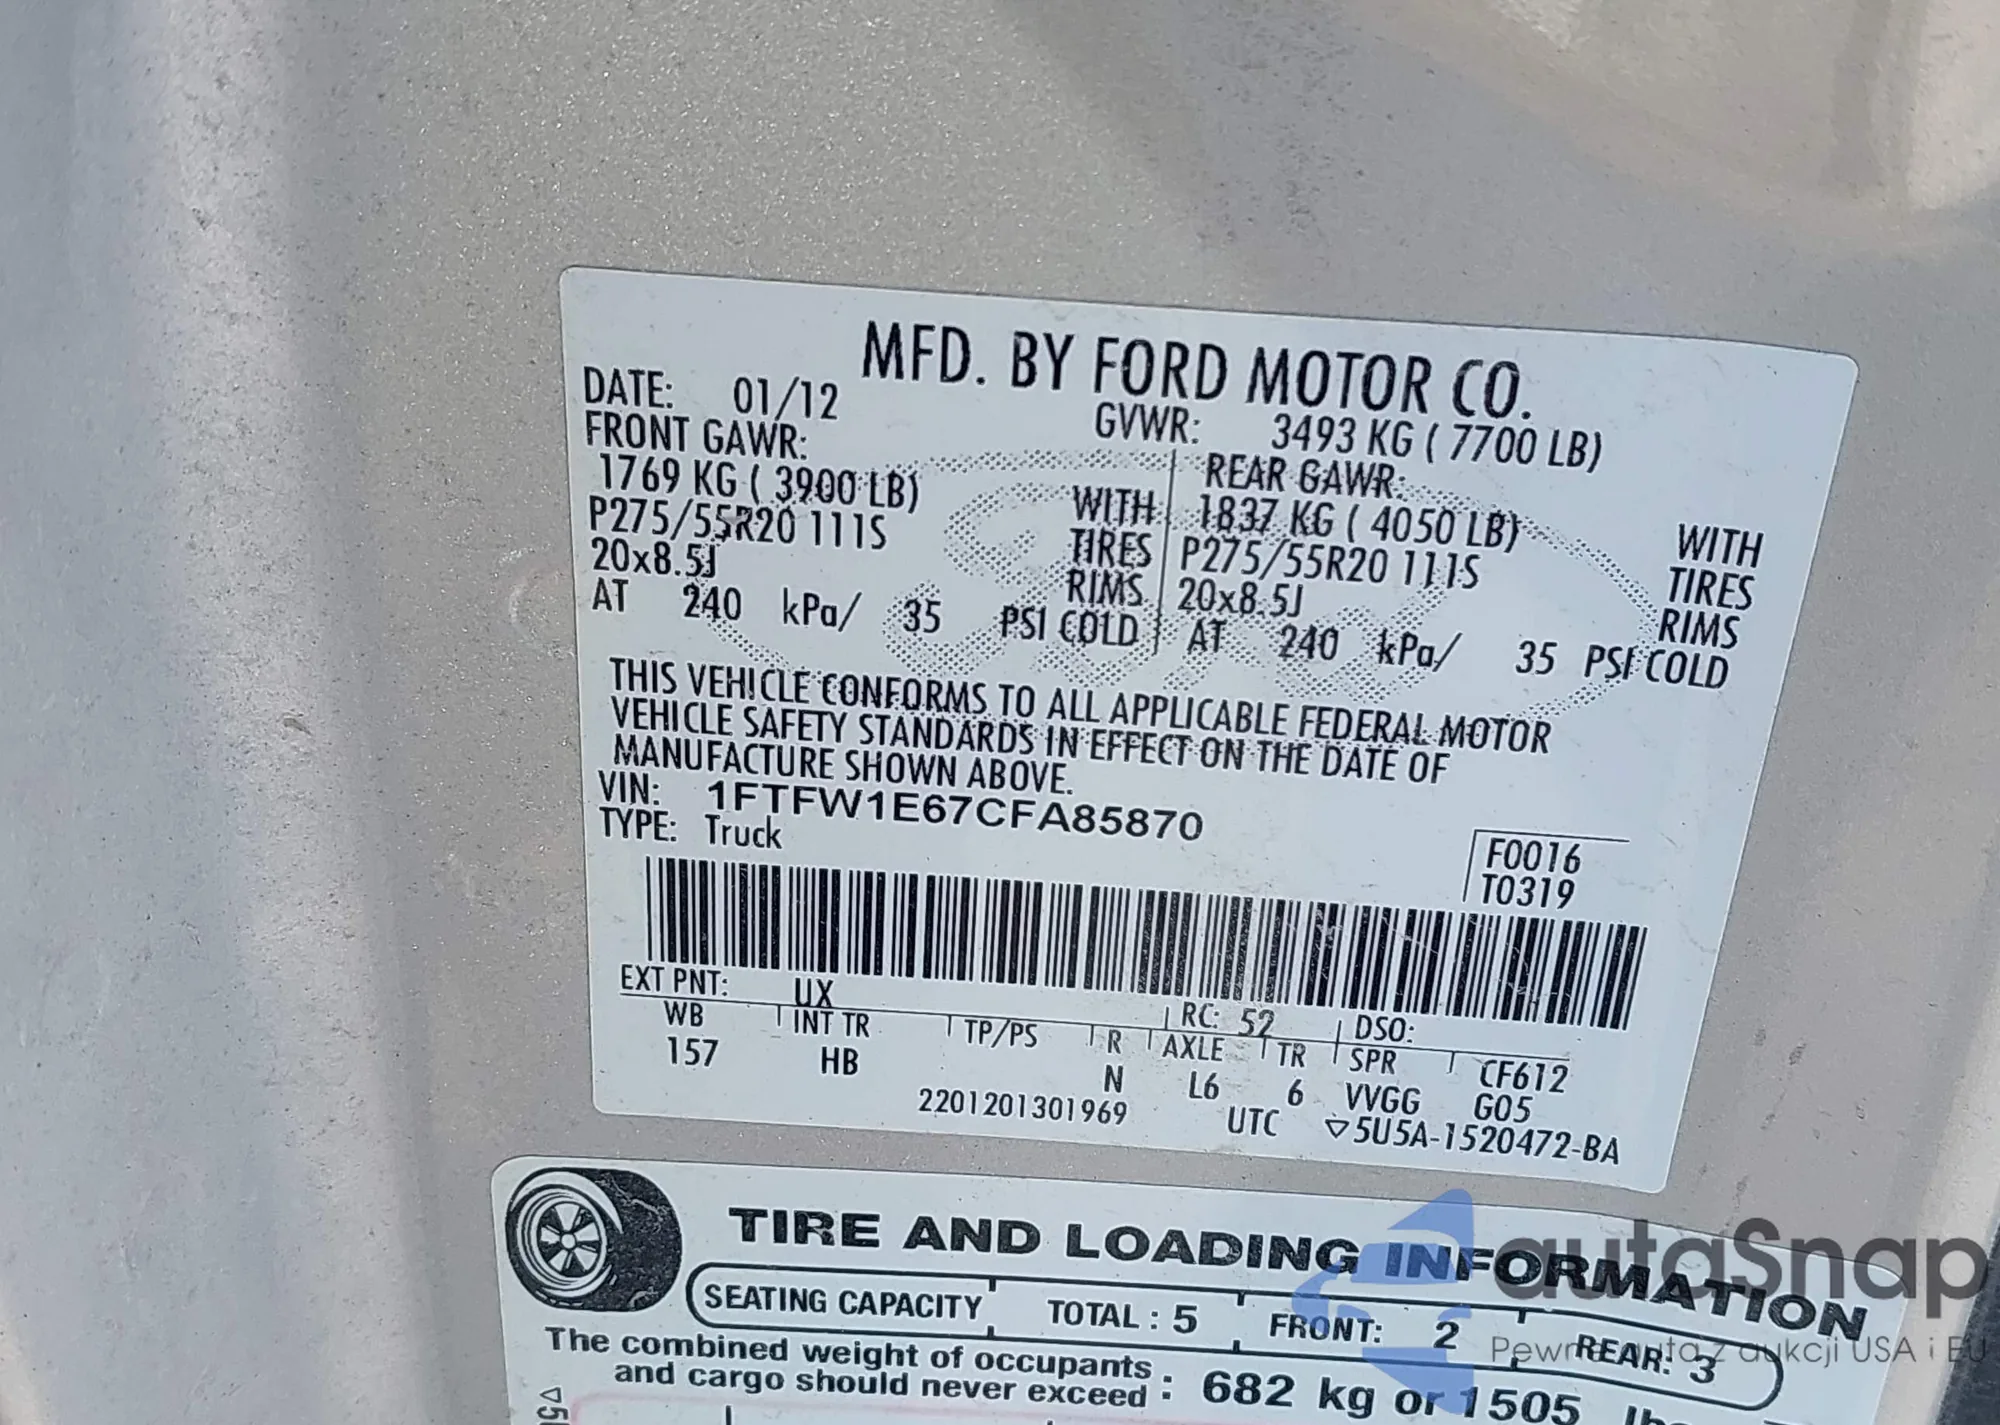 MFD. BY FORD MOTOR CO.
DATE: 01/12 GVWR: 3493 KG ( 7700 LB)
FRONT GAWR: REAR GAWR:
1769 KG ( 3900 LB) WITH 1837 KG ( 4050 LB) WITH
P275/55R20 111S TIRES P275/55R20 111S TIRES
20x8.5J RIMS 20x8.5J RIMS
AT 240 kPa/ 35 PSI COLD AT 240 kPa/ 35 PSI COLD
THIS VEHICLE CONFORMS TO ALL APPLICABLE FEDERAL MOTOR
VEHICLE SAFETY STANDARDS IN EFFECT ON THE DATE OF
MANUFACTURE SHOWN ABOVE.
VIN: 1FTFW1E67CFA85870
TYPE: Truck
F0016
T0319
EXT PNT: UX RC: 52 DSO:
WB INT TR TP/PS R AXLE TR SPR CF612
157 HB N L6 6 VVGG G05
2201201301969 UTC ▽5U5A-1520472-BA
TIRE AND LOADING INFORMATION
SEATING CAPACITY TOTAL : 5 FRONT: 2 REAR: 3
The combined weight of occupants
and cargo should never exceed : 682 kg or 1505
autaSnap
Pewne auta z aukcji USA i EU